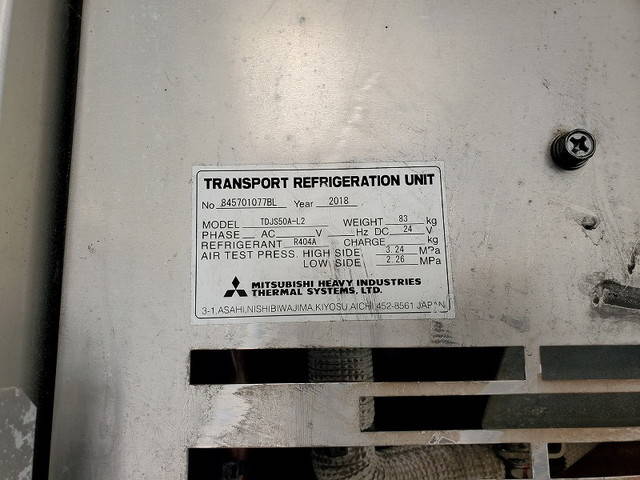 TRANSPORT REFRIGERATION UNIT
No 845701077BL Year 2018
MODEL TDJS50A-L2 WEIGHT 83 kg
PHASE AC V Hz DC 24 V
REFRIGERANT R404A CHARGE kg
AIR TEST PRESS. HIGH SIDE 3.24 MPa
LOW SIDE 2.26 MPa
MITSUBISHI HEAVY INDUSTRIES
THERMAL SYSTEMS, LTD.
3-1,ASAHI,NISHIBIWAJIMA,KIYOSU,AICHI,452-8561 JAPAN